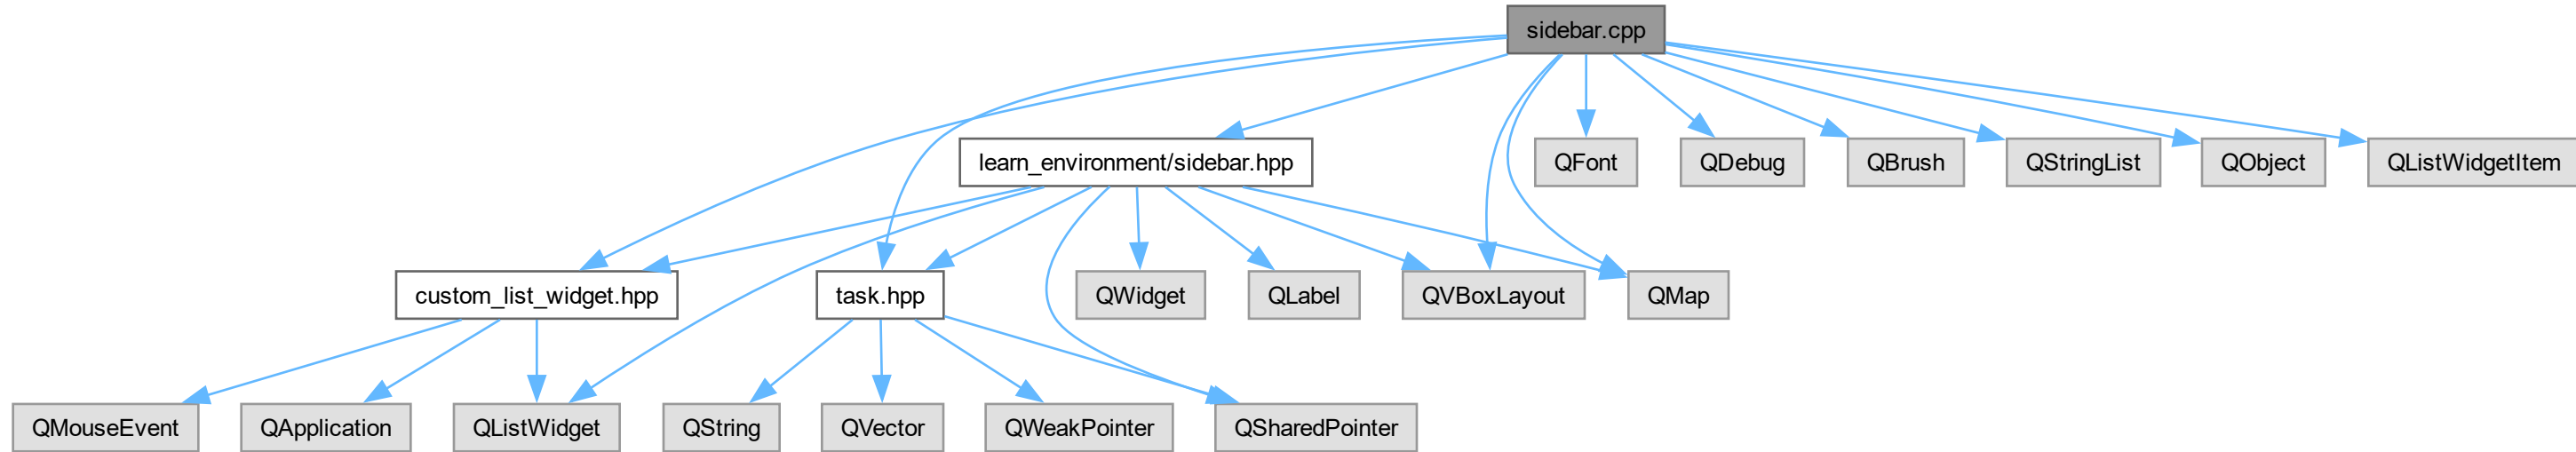 sidebar.cpp
learn_environment/sidebar.hpp
QFont
QDebug
QBrush
QStringList
QObject
QListWidgetItem
custom_list_widget.hpp
task.hpp
QWidget
QLabel
QVBoxLayout
QMap
QMouseEvent
QApplication
QListWidget
QString
QVector
QWeakPointer
QSharedPointer